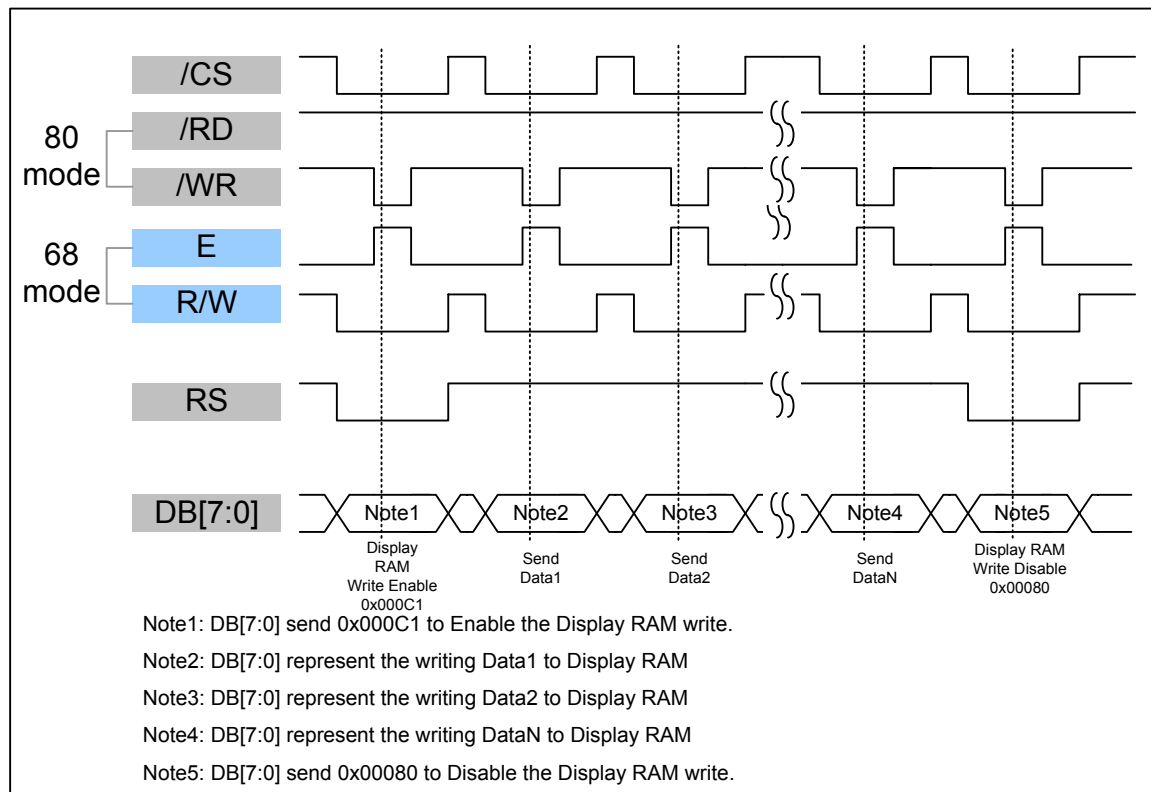 /CS
80
mode
/RD
/WR
68
mode
E
R/W
RS
DB[7:0]
Note1
Note2
Note3
Note4
Note5
Display
RAM
Write Enable
0x000C1
Send
Data1
Send
Data2
Send
DataN
Display RAM
Write Disable
0x00080
Note1: DB[7:0] send 0x000C1 to Enable the Display RAM write.
Note2: DB[7:0] represent the writing Data1 to Display RAM
Note3: DB[7:0] represent the writing Data2 to Display RAM
Note4: DB[7:0] represent the writing DataN to Display RAM
Note5: DB[7:0] send 0x00080 to Disable the Display RAM write.